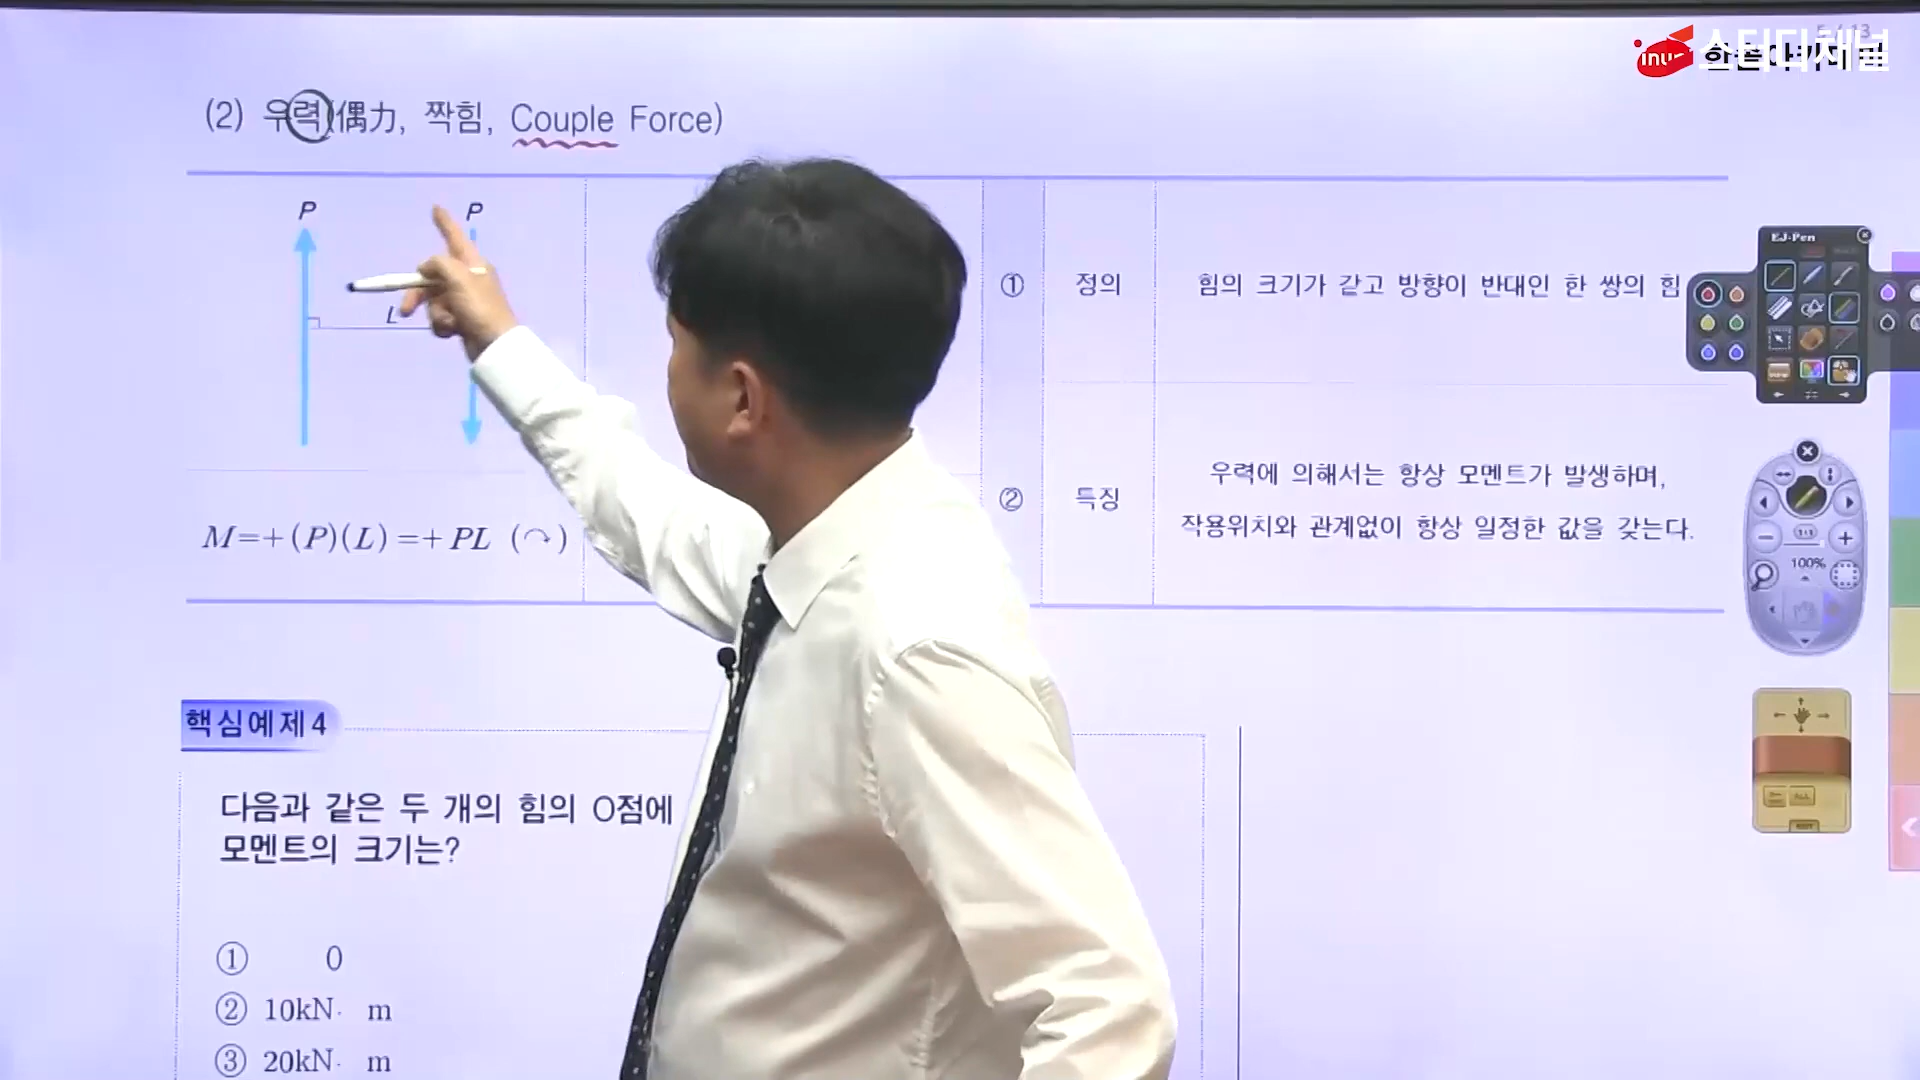 스터디채널
(2) 우력(偶力, 짝힘, Couple Force)
P
P
L
M=+(P)(L)=+PL (↷)
① 정의 힘의 크기가 같고 방향이 반대인 한 쌍의 힘
② 특징 우력에 의해서는 항상 모멘트가 발생하며,
작용위치와 관계없이 항상 일정한 값을 갖는다.
EJ-Pen
100%
핵심예제4
다음과 같은 두 개의 힘의 O점에
모멘트의 크기는?
① 0
② 10kN· m
③ 20kN· m